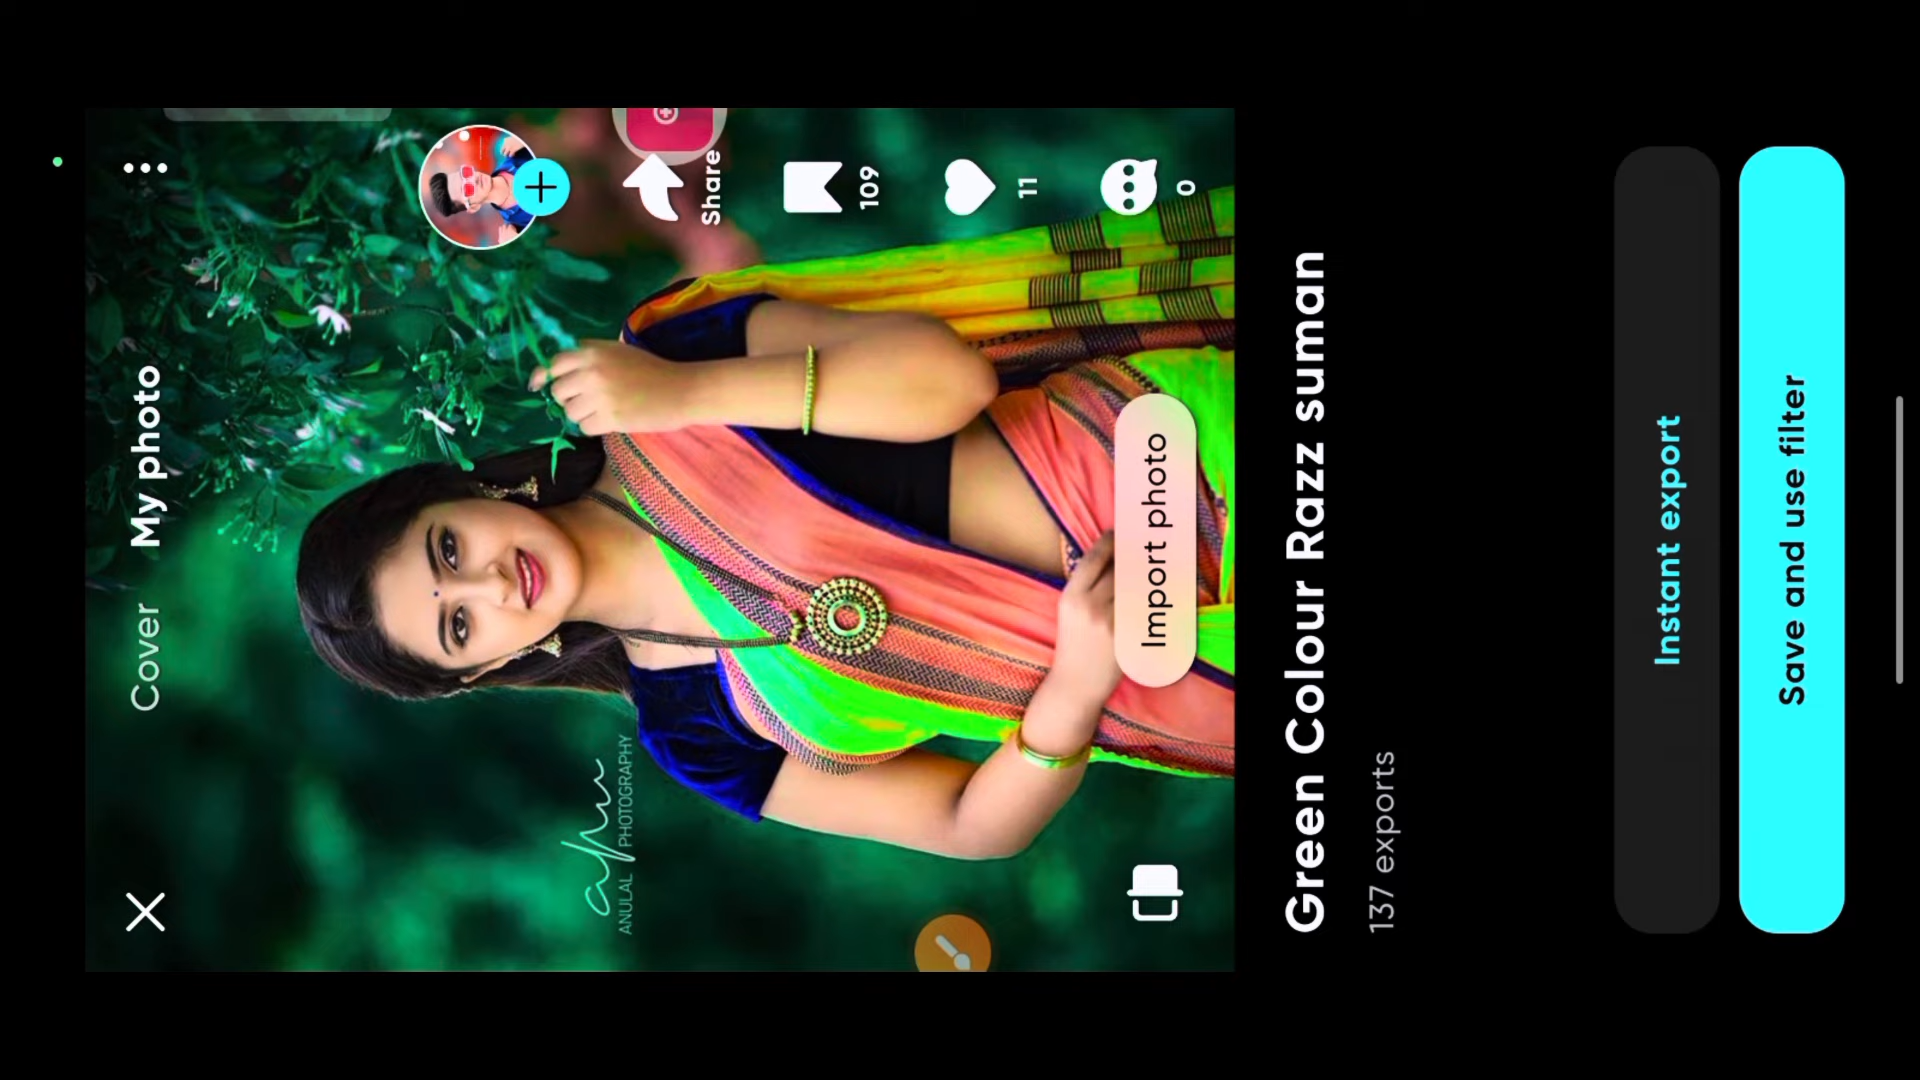 Cover My photo
Share
109
11
0
apu
ANULAL PHOTOGRAPHY
Import photo
Green Colour Razz suman
137 exports
Instant export
Save and use filter